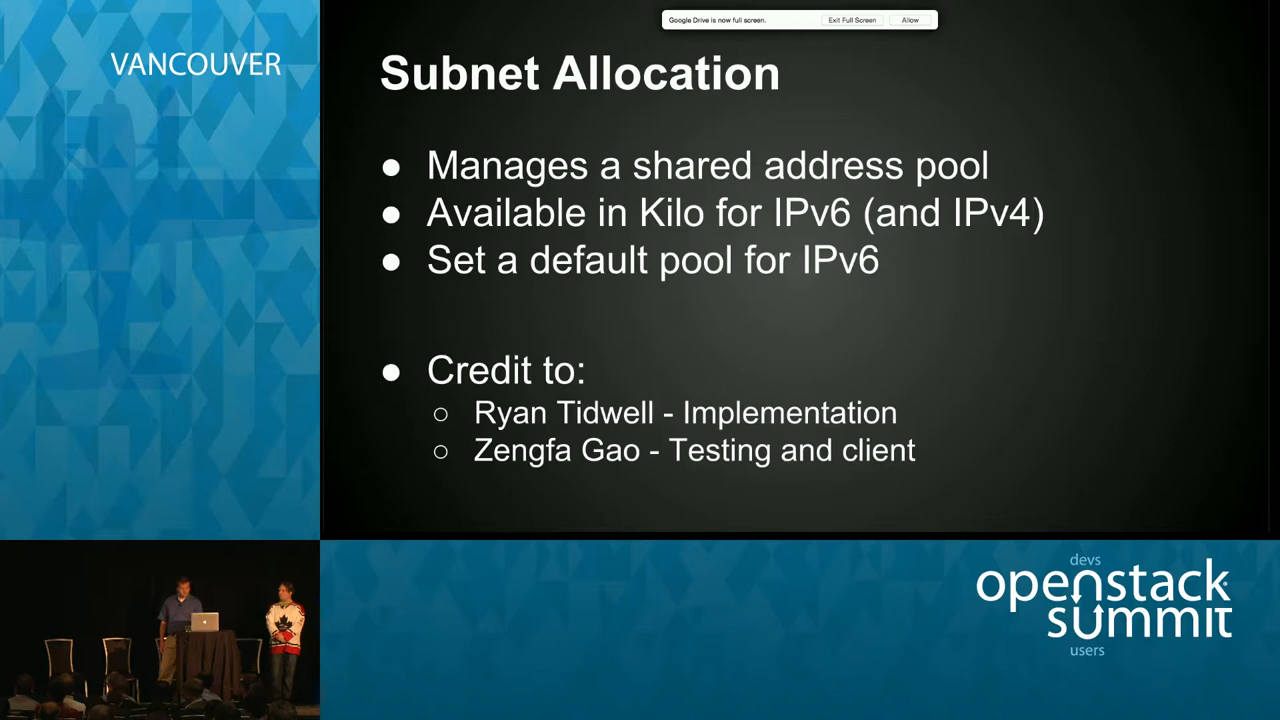 Google Drive is now full screen. Exit Full Screen Allow
VANCOUVER
Subnet Allocation
● Manages a shared address pool
● Available in Kilo for IPv6 (and IPv4)
● Set a default pool for IPv6
● Credit to:
○ Ryan Tidwell - Implementation
○ Zengfa Gao - Testing and client
devs
openstack
summit
users